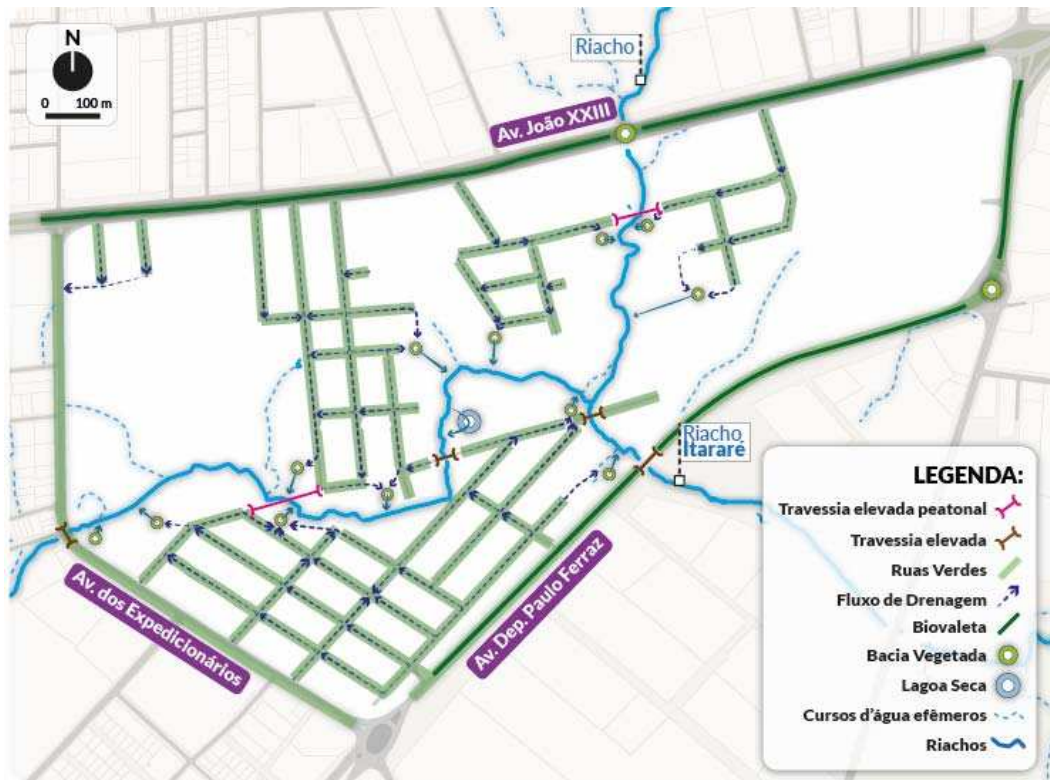 N
0 100 m
Riacho
Av. João XXIII
Riacho
Itararé
Av. dos Expedicionários
Av. Dep. Paulo Ferraz
LEGENDA:
Travessia elevada peatonal
Travessia elevada
Ruas Verdes
Fluxo de Drenagem
Biovaleta
Bacia Vegetada
Lagoa Seca
Cursos d'água efêmeros
Riachos